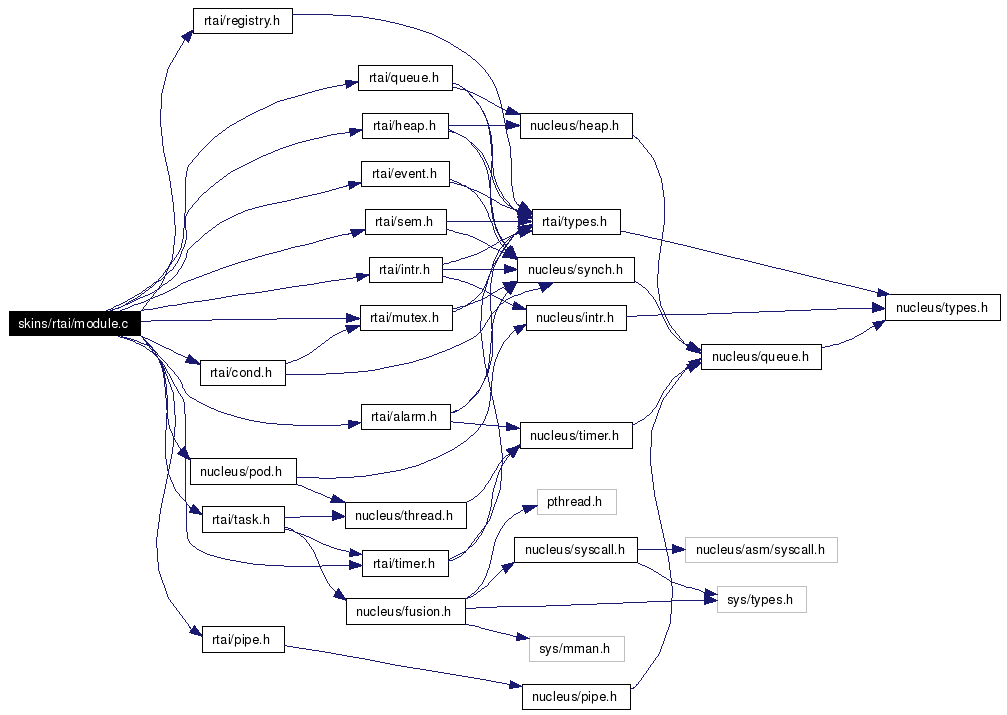 rtai/registry.h
rtai/queue.h
rtai/heap.h
nucleus/heap.h
rtai/event.h
rtai/sem.h
rtai/types.h
rtai/intr.h
nucleus/synch.h
nucleus/types.h
rtai/mutex.h
nucleus/intr.h
skins/rtai/module.c
nucleus/queue.h
rtai/cond.h
rtai/alarm.h
nucleus/timer.h
nucleus/pod.h
pthread.h
nucleus/thread.h
rtai/task.h
nucleus/syscall.h
nucleus/asm/syscall.h
rtai/timer.h
sys/types.h
nucleus/fusion.h
rtai/pipe.h
sys/mman.h
nucleus/pipe.h